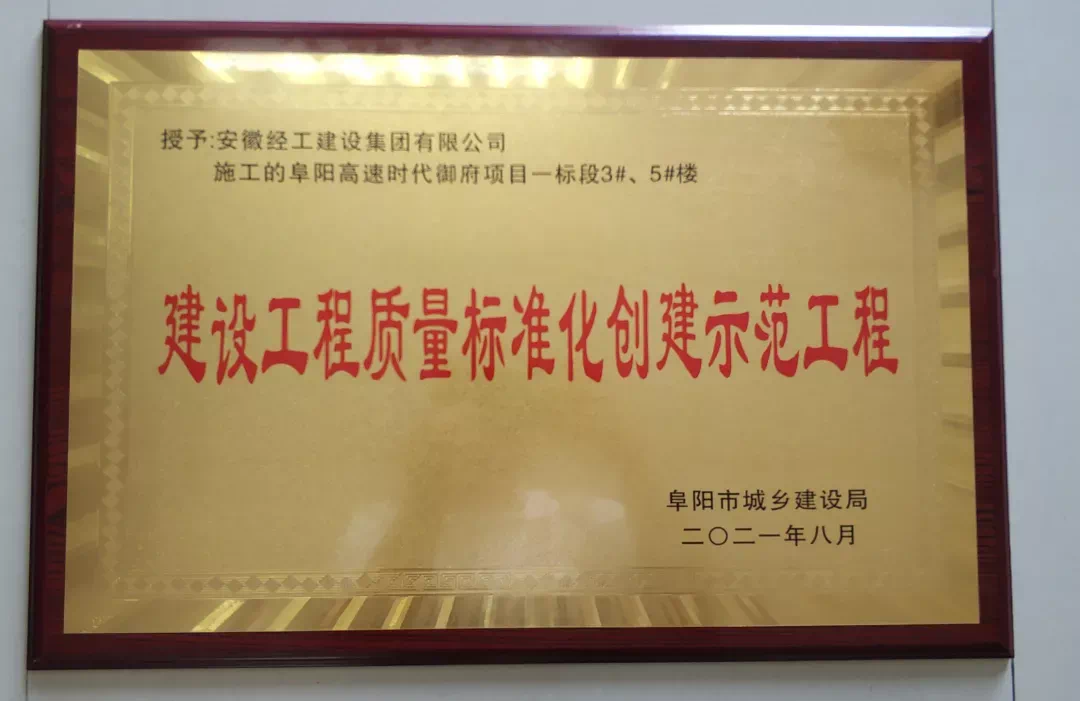 授予:安徽经工建设集团有限公司
施工的阜阳高速时代御府项目一标段3#、5#楼
建设工程质量标准化创建示范工程
阜阳市城乡建设局
二〇二一年八月